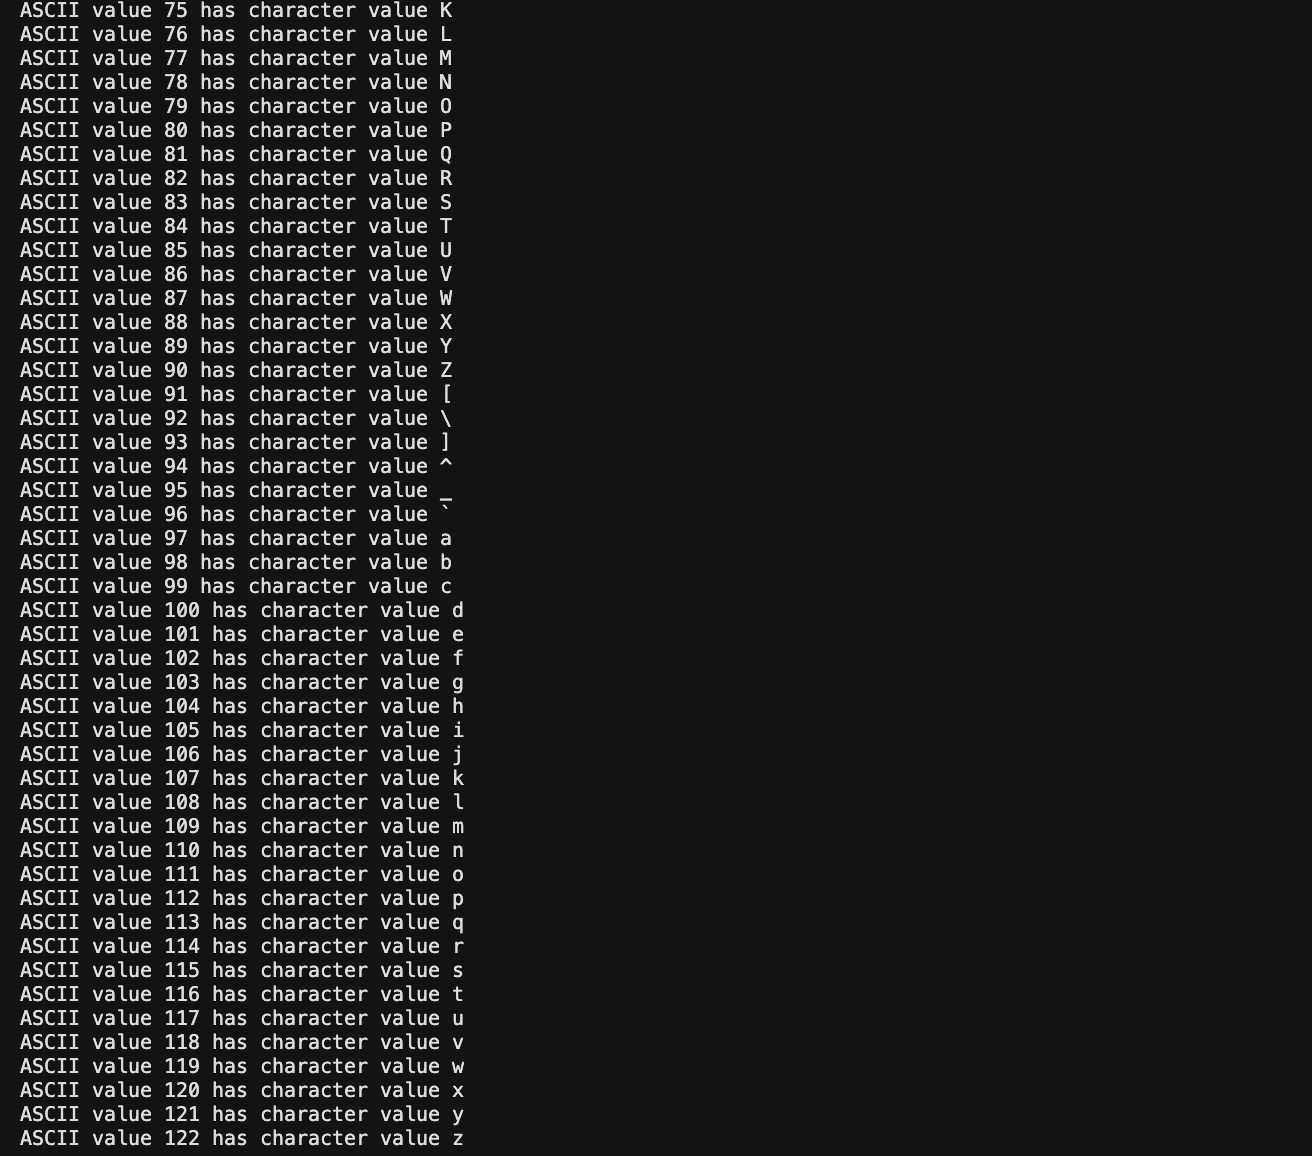 ASCII value 75 has character value K
ASCII value 76 has character value L
ASCII value 77 has character value M
ASCII value 78 has character value N
ASCII value 79 has character value O
ASCII value 80 has character value P
ASCII value 81 has character value Q
ASCII value 82 has character value R
ASCII value 83 has character value S
ASCII value 84 has character value T
ASCII value 85 has character value U
ASCII value 86 has character value V
ASCII value 87 has character value W
ASCII value 88 has character value X
ASCII value 89 has character value Y
ASCII value 90 has character value Z
ASCII value 91 has character value [
ASCII value 92 has character value \
ASCII value 93 has character value ]
ASCII value 94 has character value ^
ASCII value 95 has character value _
ASCII value 96 has character value `
ASCII value 97 has character value a
ASCII value 98 has character value b
ASCII value 99 has character value c
ASCII value 100 has character value d
ASCII value 101 has character value e
ASCII value 102 has character value f
ASCII value 103 has character value g
ASCII value 104 has character value h
ASCII value 105 has character value i
ASCII value 106 has character value j
ASCII value 107 has character value k
ASCII value 108 has character value l
ASCII value 109 has character value m
ASCII value 110 has character value n
ASCII value 111 has character value o
ASCII value 112 has character value p
ASCII value 113 has character value q
ASCII value 114 has character value r
ASCII value 115 has character value s
ASCII value 116 has character value t
ASCII value 117 has character value u
ASCII value 118 has character value v
ASCII value 119 has character value w
ASCII value 120 has character value x
ASCII value 121 has character value y
ASCII value 122 has character value z